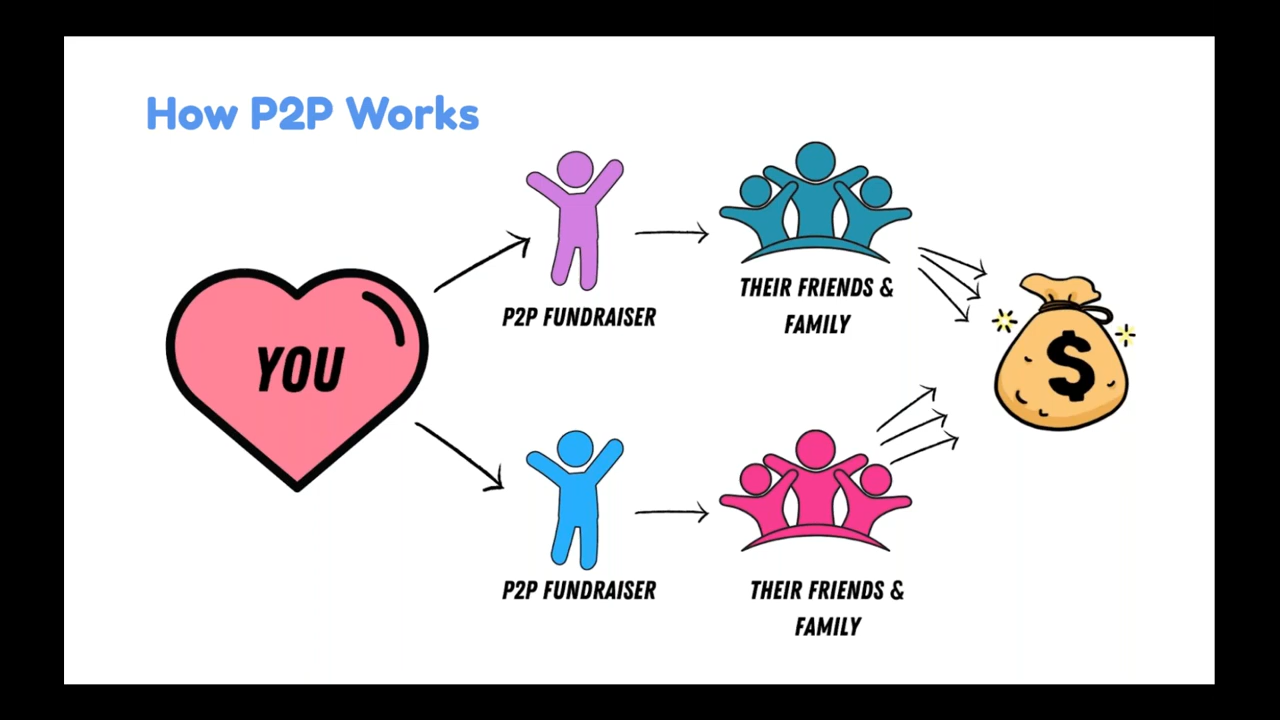 How P2P Works
YOU
P2P FUNDRAISER
THEIR FRIENDS &
FAMILY
$
P2P FUNDRAISER
THEIR FRIENDS &
FAMILY